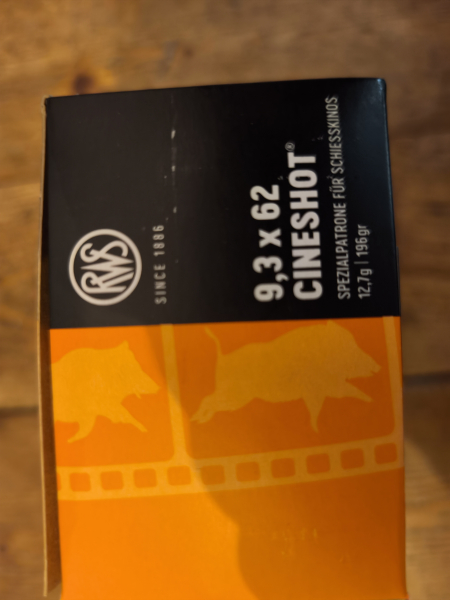 RWS
SINCE 1886
9,3 x 62
CINESHOT®
SPEZIALPATRONE FÜR SCHIESSKINOS
12,7g | 196gr